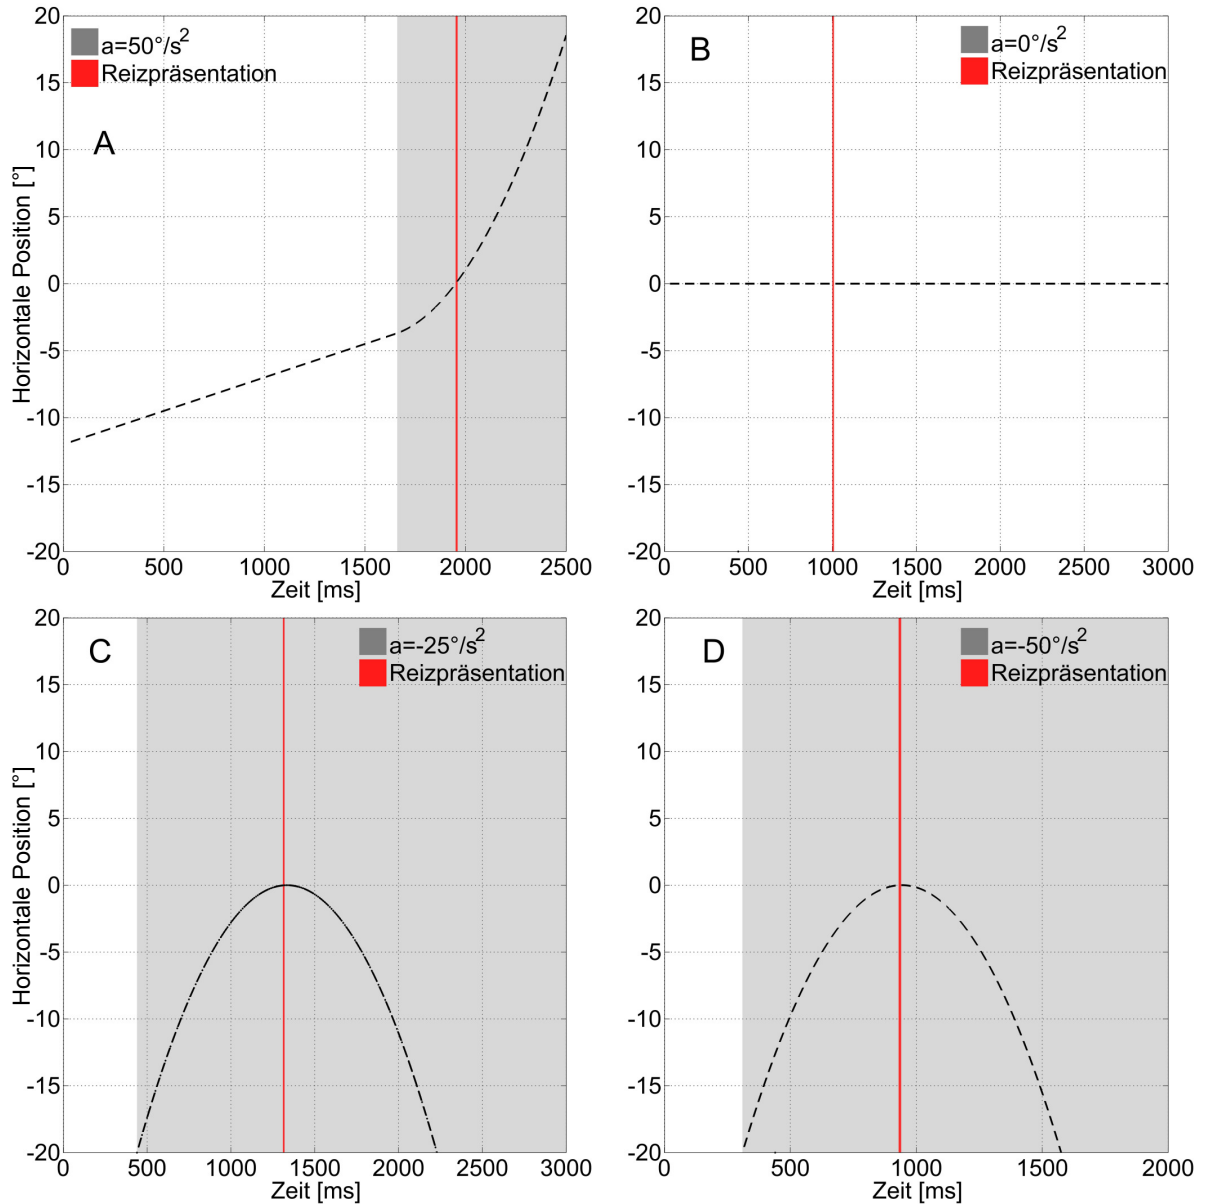 20
15
10
5
0
-5
-10
-15
-20
Horizontale Position [°]
a=50°/s2
Reizpräsentation
A
0 500 1000 1500 2000 2500
Zeit [ms]
20
15
10
5
0
-5
-10
-15
-20
B
a=0°/s2
Reizpräsentation
0 500 1000 1500 2000 2500 3000
Zeit [ms]
20
15
10
5
0
-5
-10
-15
-20
Horizontale Position [°]
C
a=-25°/s2
Reizpräsentation
0 500 1000 1500 2000 2500 3000
Zeit [ms]
20
15
10
5
0
-5
-10
-15
-20
D
a=-50°/s2
Reizpräsentation
0 500 1000 1500 2000
Zeit [ms]